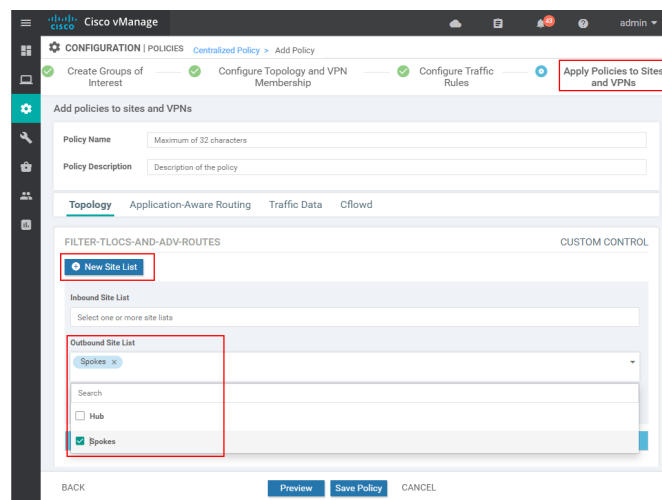 cisco Cisco vManage 43 admin
CONFIGURATION | POLICIES Centralized Policy > Add Policy
Create Groups of Interest
Configure Topology and VPN Membership
Configure Traffic Rules
Apply Policies to Sites and VPNs
Add policies to sites and VPNs
Policy Name Maximum of 32 characters
Policy Description Description of the policy
Topology Application-Aware Routing Traffic Data Cflowd
FILTER-TLOCS-AND-ADV-ROUTES CUSTOM CONTROL
New Site List
Inbound Site List
Select one or more site lists
Outbound Site List
Spokes ×
Search
Hub
Spokes
BACK Preview Save Policy CANCEL